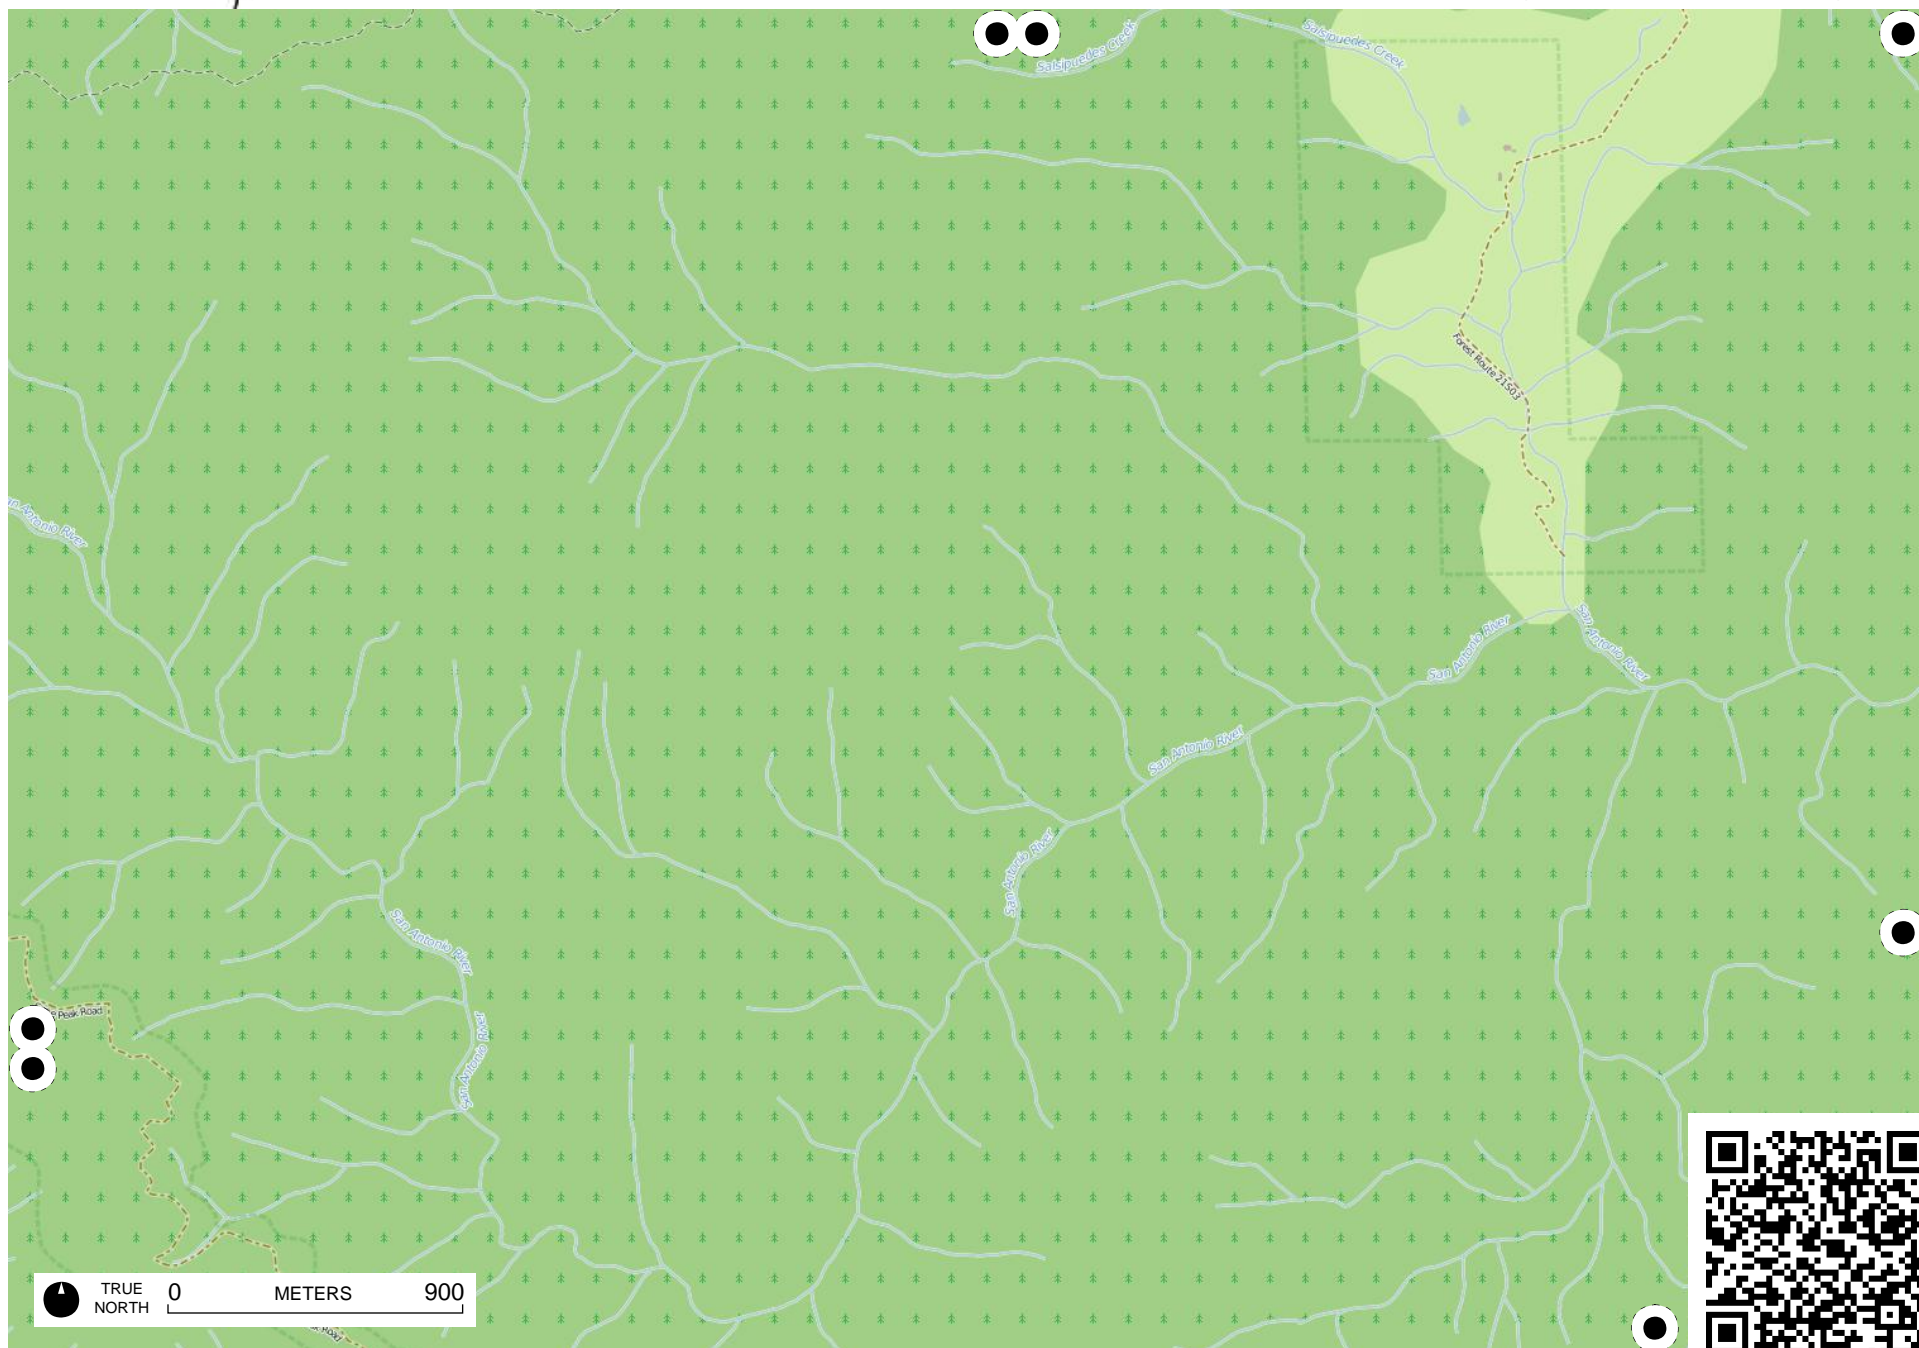 Salsipuedes Creek
Salsipuedes Creek
Forest Route 21S03
an Antonio River
San Antonio River
San Antonio River
San Antonio River
San Antonio River
San Antonio River
San Antonio River
Peak Road
TRUE
NORTH
0 METERS 900
Road